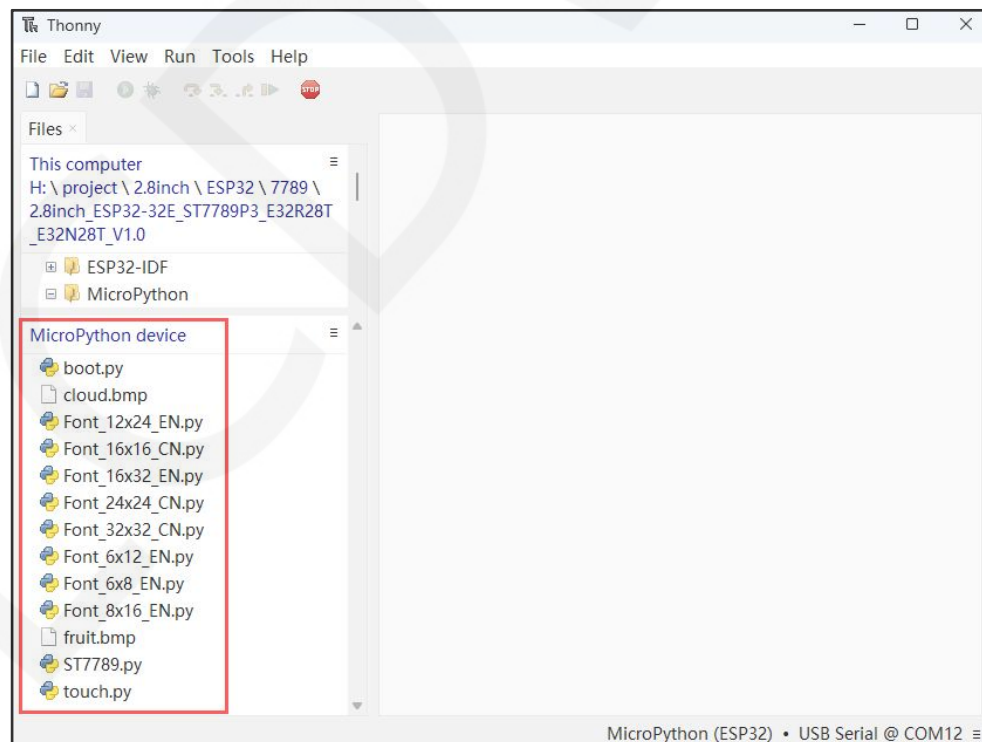 Thonny
File Edit View Run Tools Help
STOP
Files
This computer
H: \ project \ 2.8inch \ ESP32 \ 7789 \
2.8inch_ESP32-32E_ST7789P3_E32R28T
_E32N28T_V1.0
ESP32-IDF
MicroPython
MicroPython device
boot.py
cloud.bmp
Font_12x24_EN.py
Font_16x16_CN.py
Font_16x32_EN.py
Font_24x24_CN.py
Font_32x32_CN.py
Font_6x12_EN.py
Font_6x8_EN.py
Font_8x16_EN.py
fruit.bmp
ST7789.py
touch.py
MicroPython (ESP32) • USB Serial @ COM12